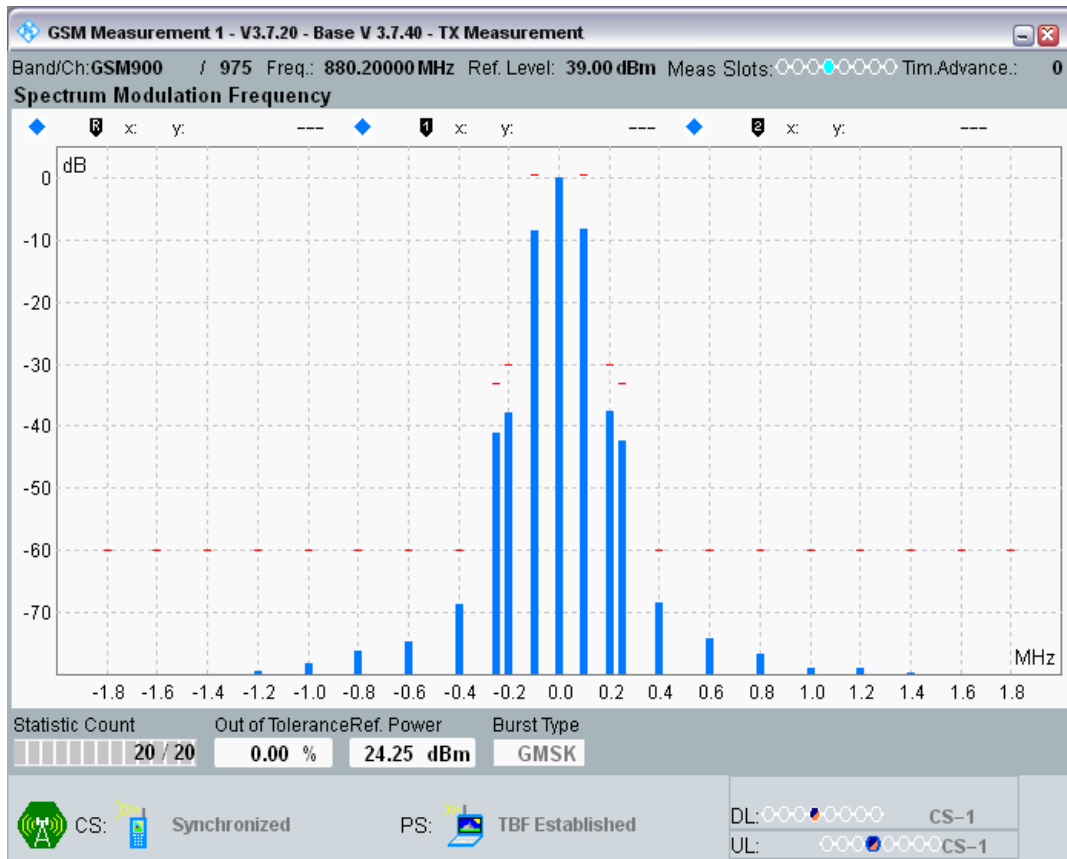 GSM Measurement 1 - V3.7.20 - Base V 3.7.40 - TX Measurement
Band/Ch:GSM900 / 975 Freq.: 880.20000 MHz Ref. Level: 39.00 dBm Meas Slots: Tim.Advance.: 0
Spectrum Modulation Frequency
R x: y: --- 1 x: y: --- 2 x: y: ---
dB
0
-10
-20
-30
-40
-50
-60
-70
MHz
-1.8 -1.6 -1.4 -1.2 -1.0 -0.8 -0.6 -0.4 -0.2 0.0 0.2 0.4 0.6 0.8 1.0 1.2 1.4 1.6 1.8
Statistic Count Out of Tolerance Ref. Power Burst Type
20 / 20 0.00 % 24.25 dBm GMSK
CS: Synchronized PS: TBF Established DL: CS-1
UL: CS-1